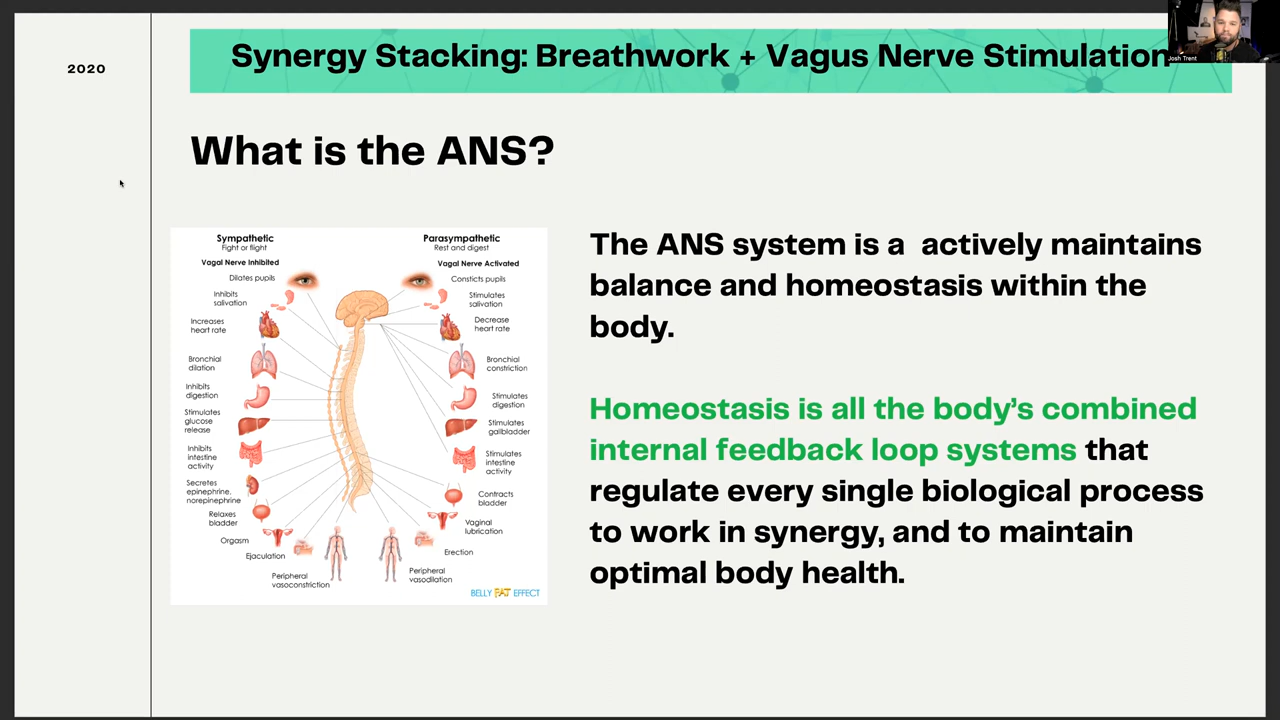 2020
Synergy Stacking: Breathwork + Vagus Nerve Stimulation
Josh Trent
What is the ANS?
Sympathetic
Fight or flight
Vagal Nerve Inhibited
Dilates pupils
Inhibits
salivation
Increases
heart rate
Bronchial
dilation
Inhibits
digestion
Stimulates
glucose
release
Inhibits
intestine
activity
Secretes
epinephrine,
norepinephrine
Relaxes
bladder
Orgasm
Ejaculation
Peripheral
vasoconstriction
Parasympathetic
Rest and digest
Vagal Nerve Activated
Consticts pupils
Stimulates
salivation
Decrease
heart rate
Bronchial
constriction
Stimulates
digestion
Stimulates
gallbladder
Stimulates
intestine
activity
Contracts
bladder
Vaginal
lubrication
Erection
Peripheral
vasodilation
BELLY FAT EFFECT
The ANS system is a actively maintains
balance and homeostasis within the
body.
Homeostasis is all the body’s combined
internal feedback loop systems that
regulate every single biological process
to work in synergy, and to maintain
optimal body health.